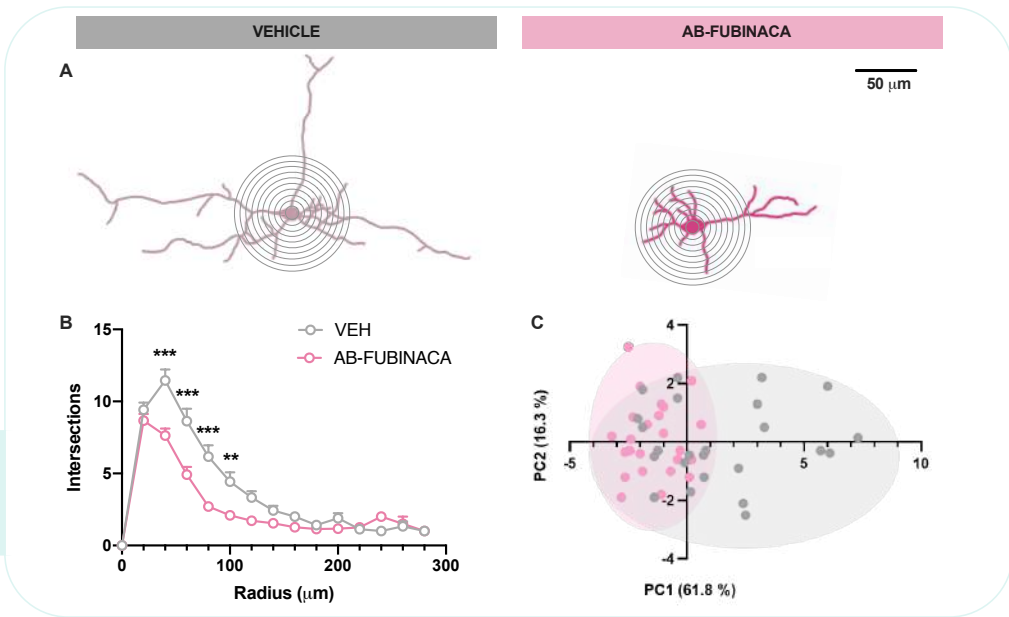 VEHICLE
AB-FUBINACA
A
50 μm
B
15
10
5
0
Intersections
***
***
***
**
VEH
AB-FUBINACA
0
100
200
300
Radius (μm)
C
4
2
-2
-4
-5
5
10
PC2 (16.3 %)
PC1 (61.8 %)